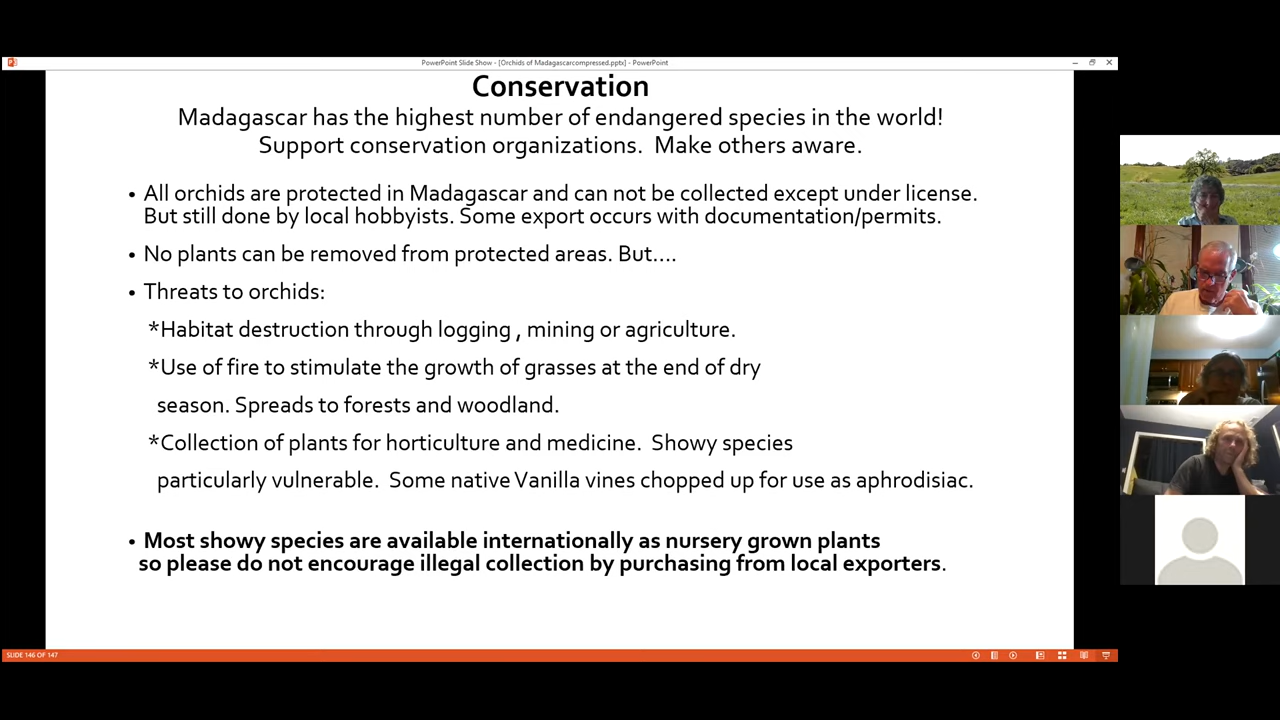 PowerPoint Slide Show - [Orchids of Madagascarcompressed.pptx] - PowerPoint
Conservation
Madagascar has the highest number of endangered species in the world!
Support conservation organizations.  Make others aware.
• All orchids are protected in Madagascar and can not be collected except under license.
But still done by local hobbyists. Some export occurs with documentation/permits.
• No plants can be removed from protected areas. But....
• Threats to orchids:
*Habitat destruction through logging , mining or agriculture.
*Use of fire to stimulate the growth of grasses at the end of dry
season. Spreads to forests and woodland.
*Collection of plants for horticulture and medicine.  Showy species
particularly vulnerable.  Some native Vanilla vines chopped up for use as aphrodisiac.
• Most showy species are available internationally as nursery grown plants
so please do not encourage illegal collection by purchasing from local exporters.
SLIDE 146 OF 147